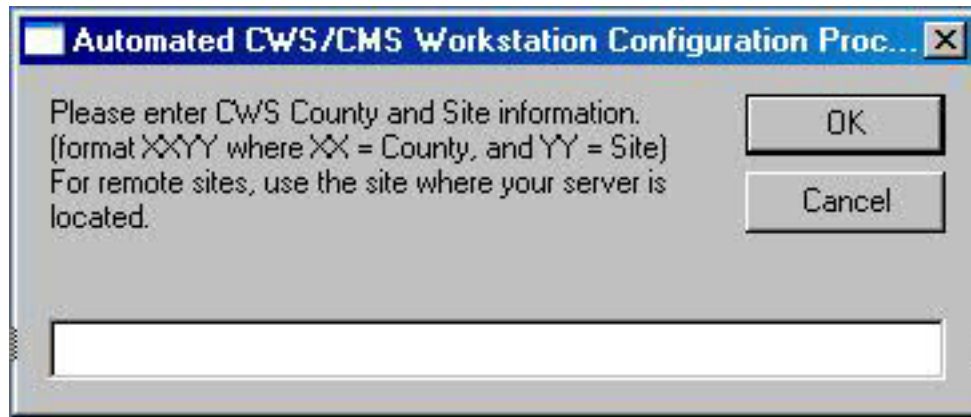 Automated CWS/CMS Workstation Configuration Proc...
Please enter CWS County and Site information.
(format XXYY where XX = County, and YY = Site)
For remote sites, use the site where your server is
located.
OK
Cancel